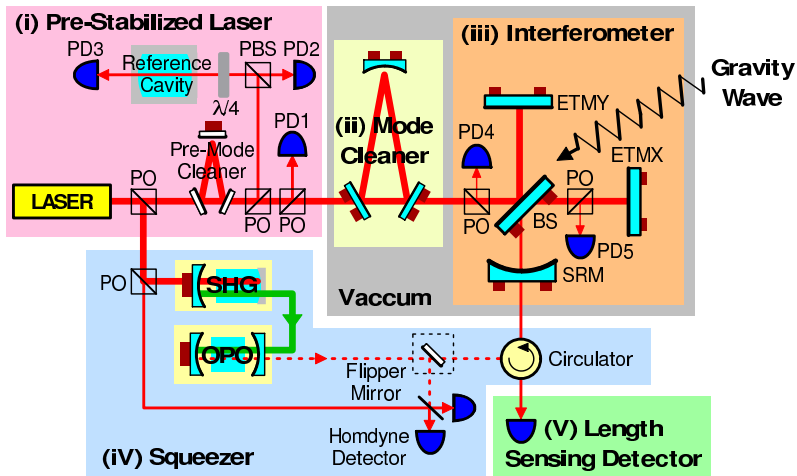 (i) Pre-Stabilized Laser
PD3
Reference
Cavity
PBS
PD2
λ/4
PD1
Pre-Mode
Cleaner
PO
LASER
PO
PO
(ii) Mode
Cleaner
(iii) Interferometer
Gravity
Wave
ETMY
PD4
ETMX
PO
BS
PO
PD5
SRM
Vaccum
PO
SHG
OPO
Flipper
Mirror
Circulator
Homdyne
Detector
(iV) Squeezer
(V) Length
Sensing Detector